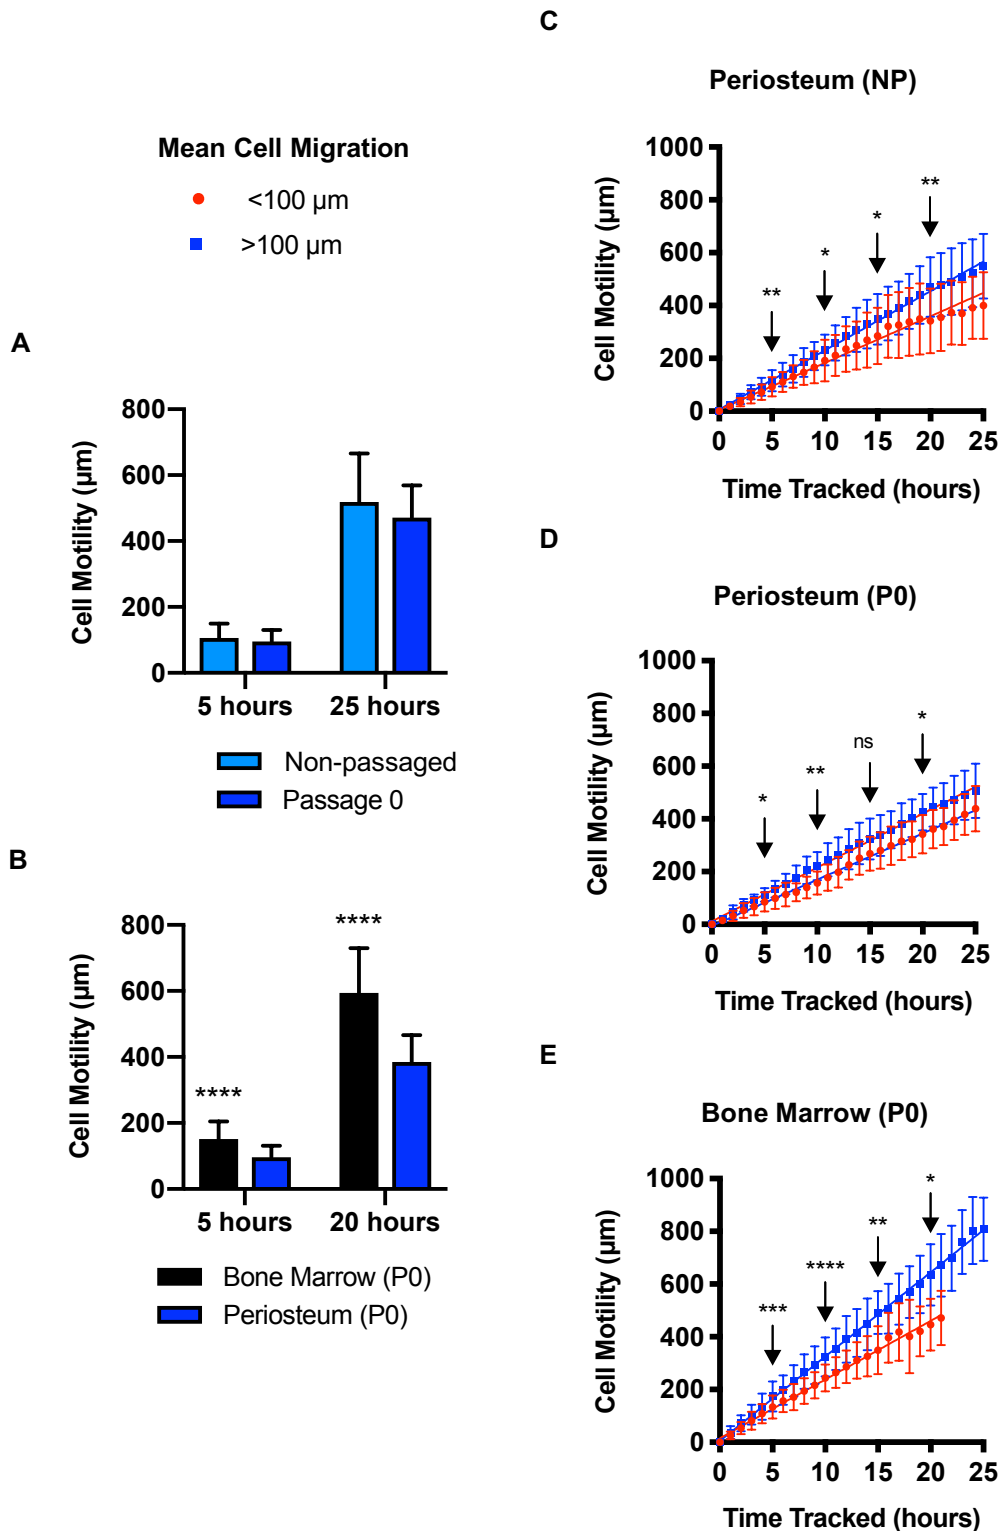 Mean Cell Migration
<100 µm
>100 µm
A
Cell Motility (µm)
800
600
400
200
0
5 hours
25 hours
Non-passaged
Passage 0
B
Cell Motility (µm)
800
600
400
200
0
****
****
5 hours
20 hours
Bone Marrow (P0)
Periosteum (P0)
C
Periosteum (NP)
Cell Motility (µm)
1000
800
600
400
200
0
**
*
*
**
0 5 10 15 20 25
Time Tracked (hours)
D
Periosteum (P0)
Cell Motility (µm)
1000
800
600
400
200
0
*
**
ns
*
0 5 10 15 20 25
Time Tracked (hours)
E
Bone Marrow (P0)
Cell Motility (µm)
1000
800
600
400
200
0
***
****
**
*
0 5 10 15 20 25
Time Tracked (hours)